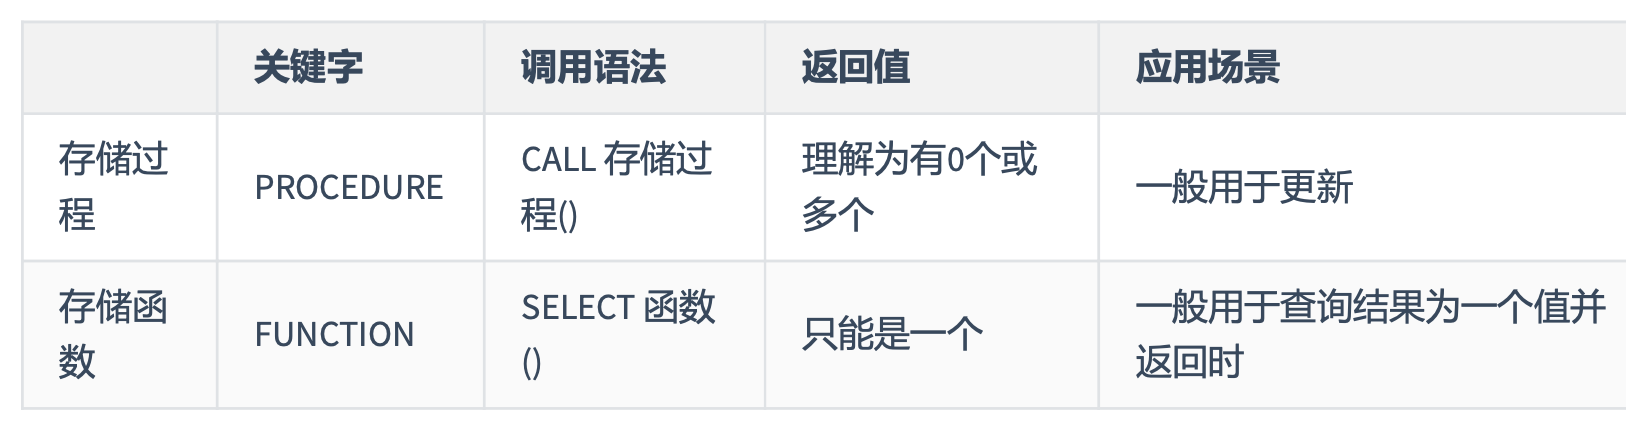 关键字 调用语法 返回值 应用场景
存储过 CALL 存储过 理解为有0个或
PROCEDURE 一般用于更新
程 程() 多个
存储函 SELECT 函数 一般用于查询结果为一个值并
FUNCTION 只能是一个
数 () 返回时